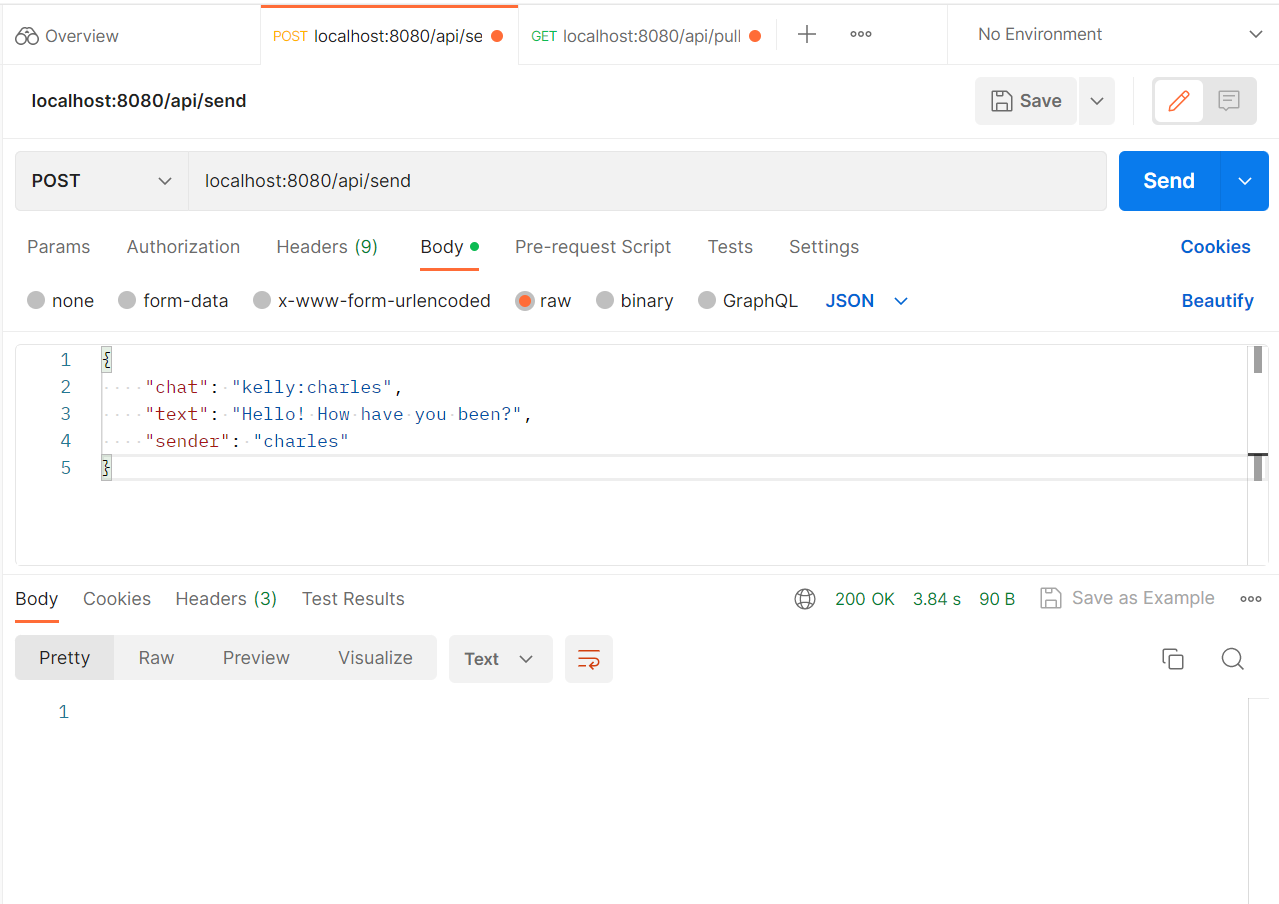 Overview POST localhost:8080/api/se GET localhost:8080/api/pull No Environment
localhost:8080/api/send Save
POST localhost:8080/api/send Send
Params Authorization Headers (9) Body Pre-request Script Tests Settings Cookies
none form-data x-www-form-urlencoded raw binary GraphQL JSON Beautify
1 {
2 "chat": "kelly:charles",
3 "text": "Hello! How have you been?",
4 "sender": "charles"
5 }
Body Cookies Headers (3) Test Results 200 OK 3.84 s 90 B Save as Example
Pretty Raw Preview Visualize Text
1